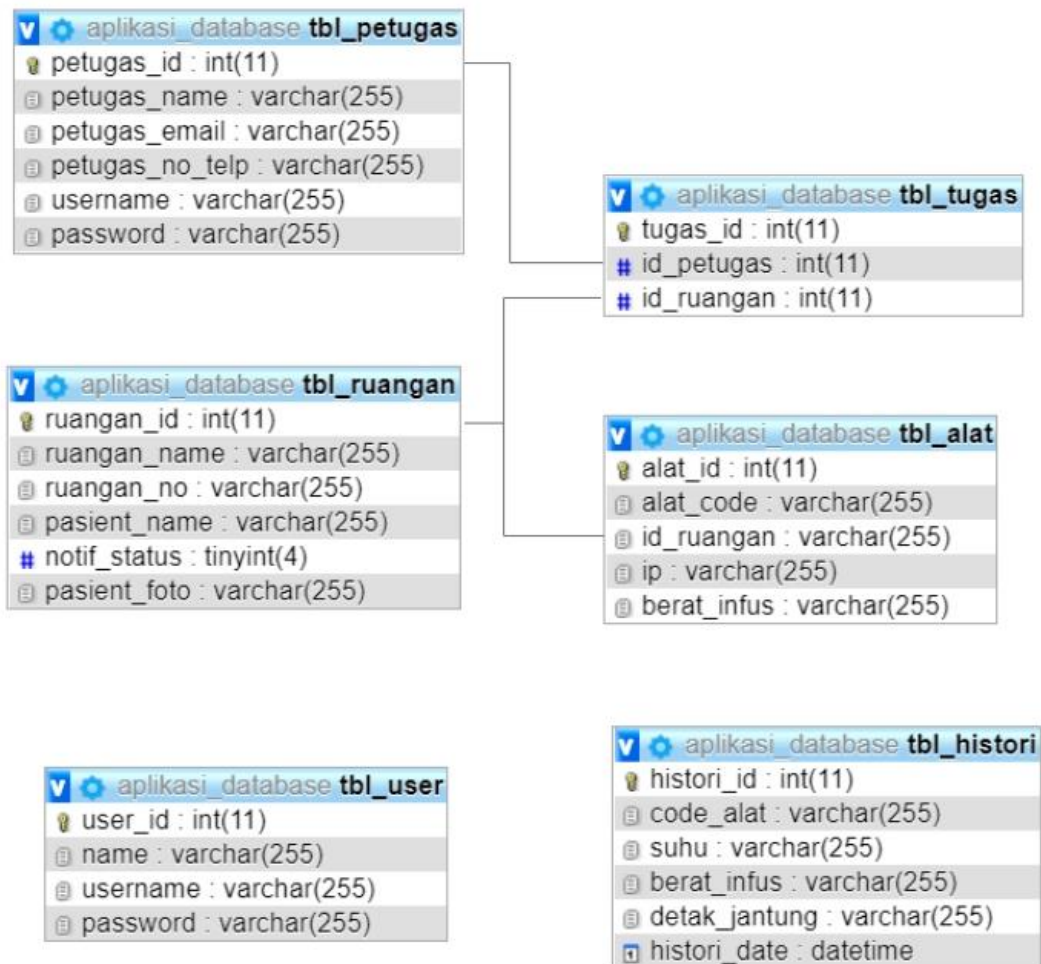 aplikasi_database tbl_petugas
petugas_id : int(11)
petugas_name : varchar(255)
petugas_email : varchar(255)
petugas_no_telp : varchar(255)
username : varchar(255)
password : varchar(255)
aplikasi_database tbl_tugas
tugas_id : int(11)
# id_petugas : int(11)
# id_ruangan : int(11)
aplikasi_database tbl_ruangan
ruangan_id : int(11)
ruangan_name : varchar(255)
ruangan_no : varchar(255)
pasient_name : varchar(255)
# notif_status : tinyint(4)
pasient_foto : varchar(255)
aplikasi_database tbl_alat
alat_id : int(11)
alat_code : varchar(255)
id_ruangan : varchar(255)
ip : varchar(255)
berat_infus : varchar(255)
aplikasi_database tbl_user
user_id : int(11)
name : varchar(255)
username : varchar(255)
password : varchar(255)
aplikasi_database tbl_histori
histori_id : int(11)
code_alat : varchar(255)
suhu : varchar(255)
berat_infus : varchar(255)
detak_jantung : varchar(255)
histori_date : datetime